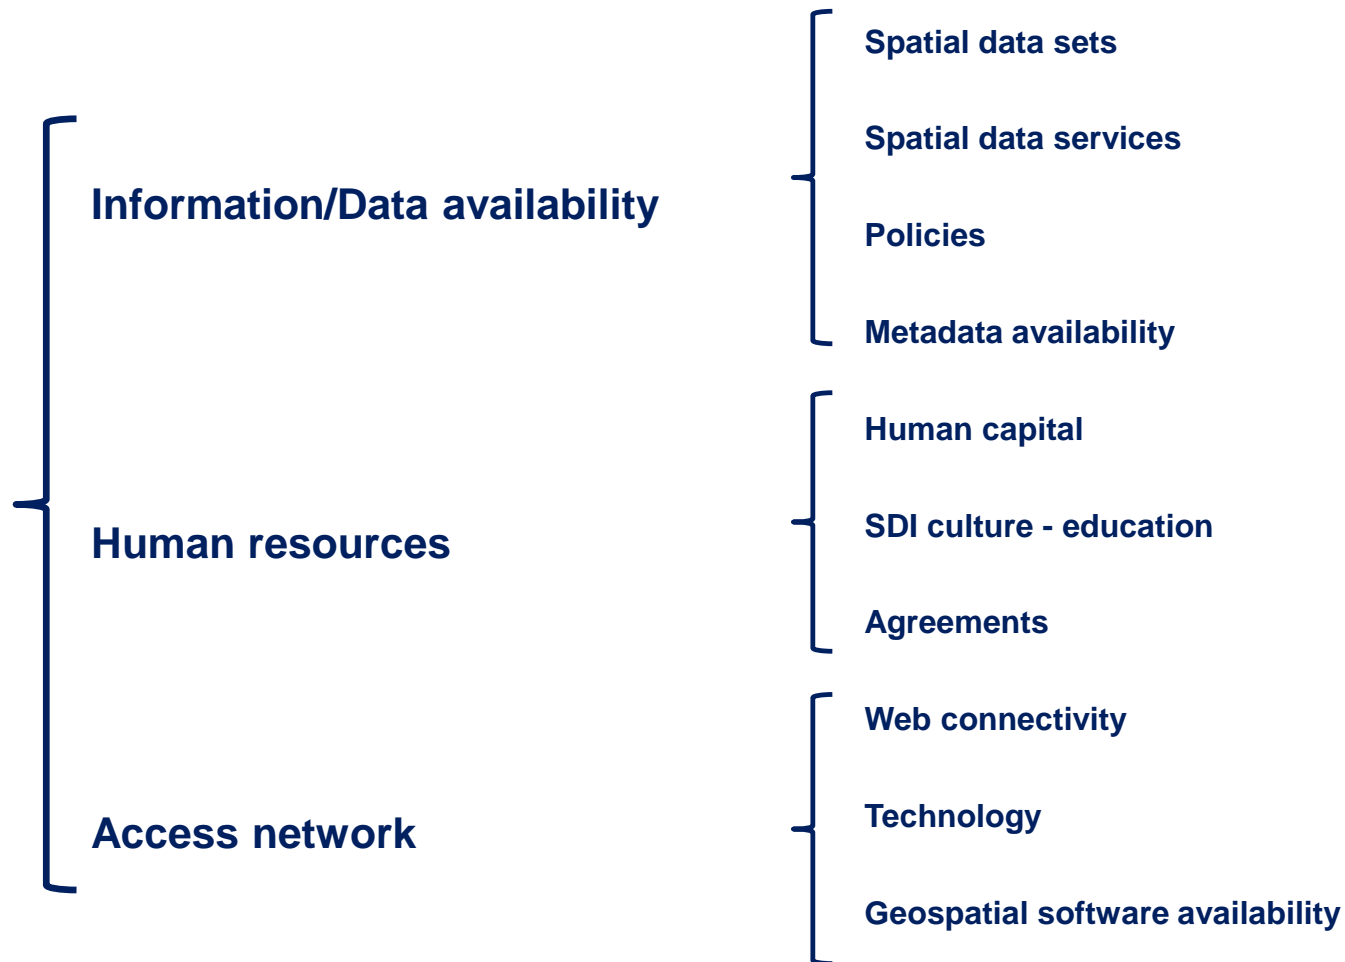 Information/Data availability
Spatial data sets
Spatial data services
Policies
Metadata availability
Human resources
Human capital
SDI culture - education
Agreements
Access network
Web connectivity
Technology
Geospatial software availability